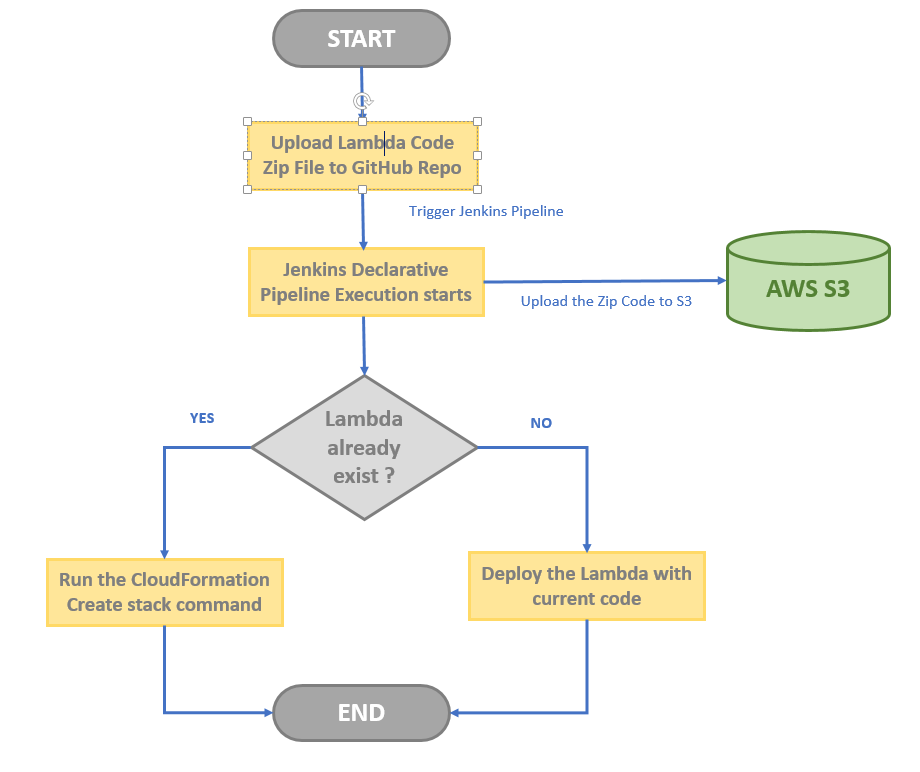 START
Upload Lambda Code
Zip File to GitHub Repo
Trigger Jenkins Pipeline
Jenkins Declarative
Pipeline Execution starts
Upload the Zip Code to S3
AWS S3
Lambda
already
exist ?
YES
NO
Run the CloudFormation
Create stack command
Deploy the Lambda with
current code
END